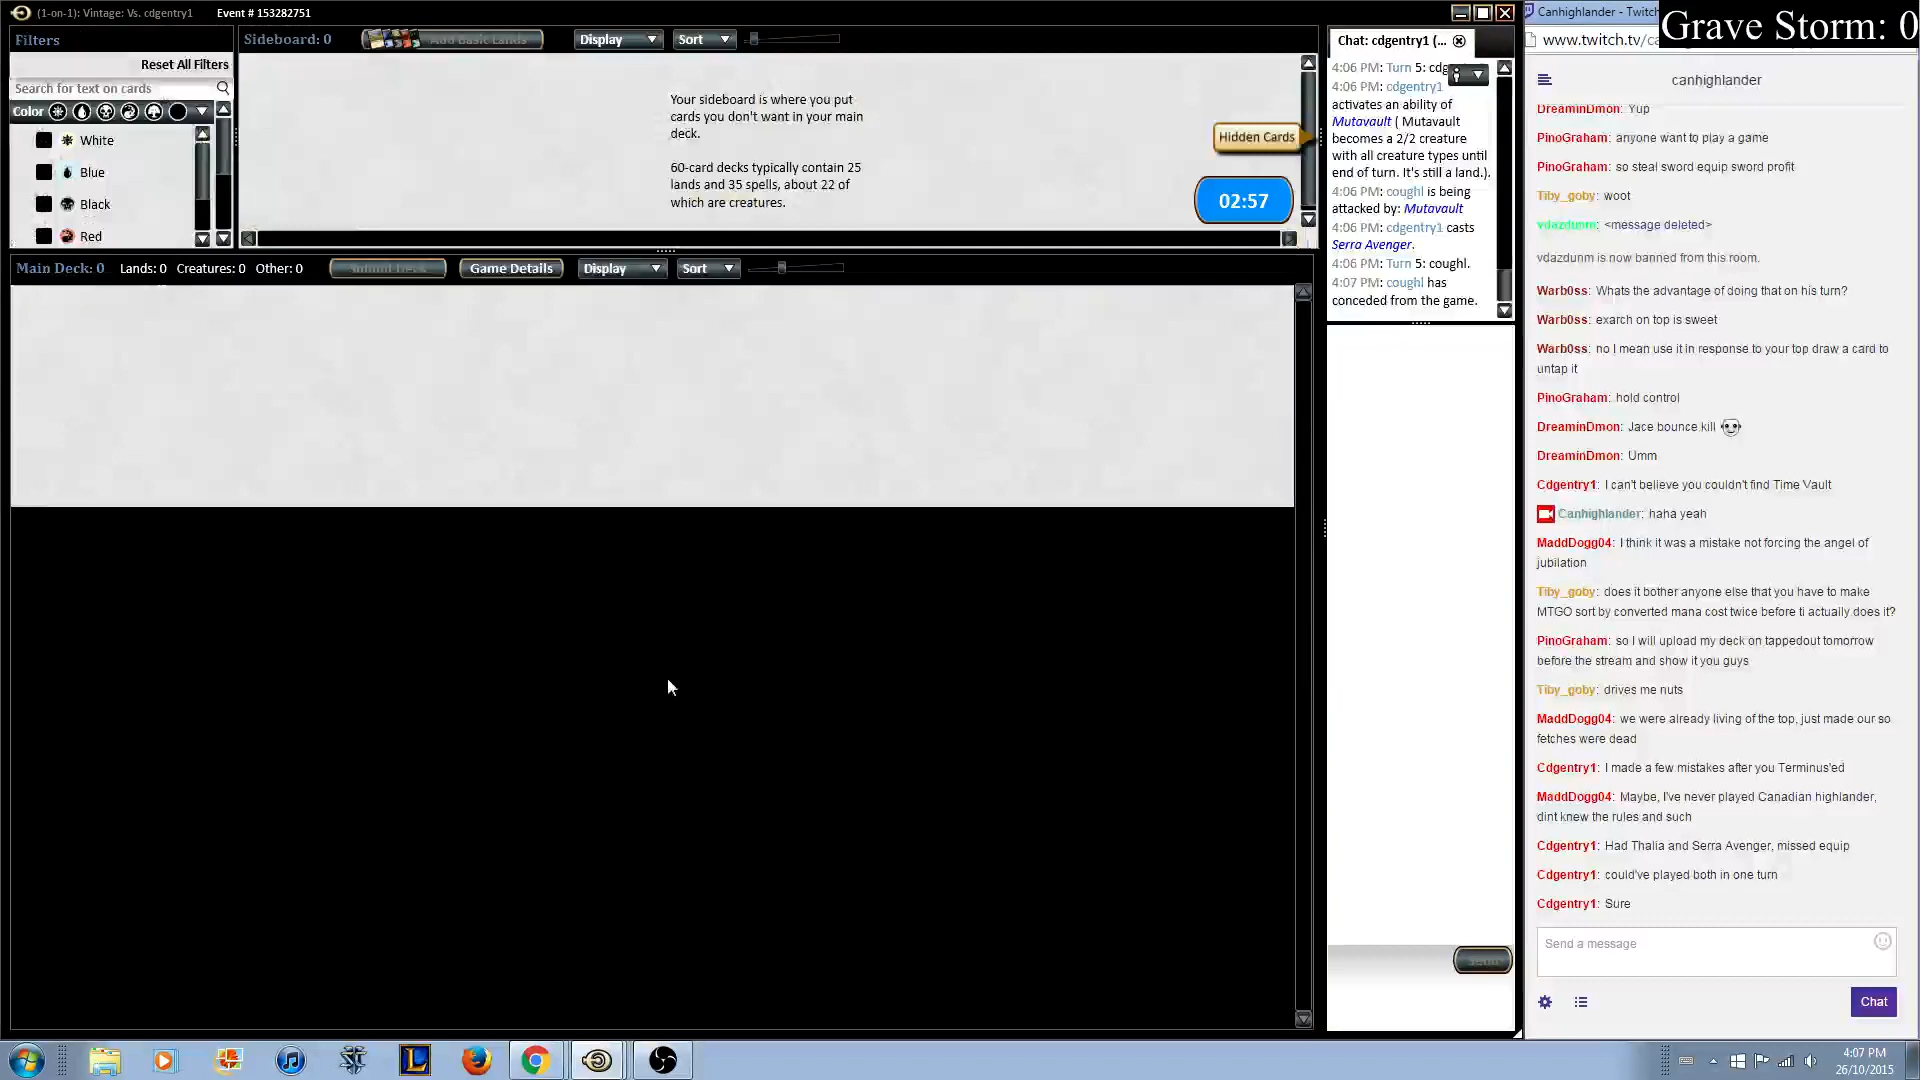 (1-on-1): Vintage: Vs. cdgentry1 Event # 153282751
Filters
Reset All Filters
Search for text on cards
Color
White
Blue
Black
Red
Sideboard: 0 Add Basic Lands Display Sort
Your sideboard is where you put
cards you don't want in your main
deck.
60-card decks typically contain 25
lands and 35 spells, about 22 of
which are creatures.
Hidden Cards
02:57
Main Deck: 0 Lands: 0 Creatures: 0 Other: 0 Submit Deck Game Details Display Sort
Chat: cdgentry1 (...
4:06 PM: Turn 5: cdg
4:06 PM: cdgentry1
activates an ability of
Mutavault ( Mutavault
becomes a 2/2 creature
with all creature types until
end of turn. It's still a land.).
4:06 PM: coughl is being
attacked by: Mutavault
4:06 PM: cdgentry1 casts
Serra Avenger.
4:06 PM: Turn 5: coughl.
4:07 PM: coughl has
conceded from the game.
Send
Canhighlander - Twitch
Grave Storm: 0
www.twitch.tv/ca
canhighlander
DreaminDmon: Yup
PinoGraham: anyone want to play a game
PinoGraham: so steal sword equip sword profit
Tiby_goby: woot
vdazdunm: <message deleted>
vdazdunm is now banned from this room.
Warb0ss: Whats the advantage of doing that on his turn?
Warb0ss: exarch on top is sweet
Warb0ss: no I mean use it in response to your top draw a card to
untap it
PinoGraham: hold control
DreaminDmon: Jace bounce kill
DreaminDmon: Umm
Cdgentry1: I can't believe you couldn't find Time Vault
Canhighlander: haha yeah
MaddDogg04: I think it was a mistake not forcing the angel of
jubilation
Tiby_goby: does it bother anyone else that you have to make
MTGO sort by converted mana cost twice before ti actually does it?
PinoGraham: so I will upload my deck on tappedout tomorrow
before the stream and show it you guys
Tiby_goby: drives me nuts
MaddDogg04: we were already living of the top, just made our so
fetches were dead
Cdgentry1: I made a few mistakes after you Terminus'ed
MaddDogg04: Maybe, I've never played Canadian highlander,
dint knew the rules and such
Cdgentry1: Had Thalia and Serra Avenger, missed equip
Cdgentry1: could've played both in one turn
Cdgentry1: Sure
Send a message
Chat
4:07 PM
26/10/2015